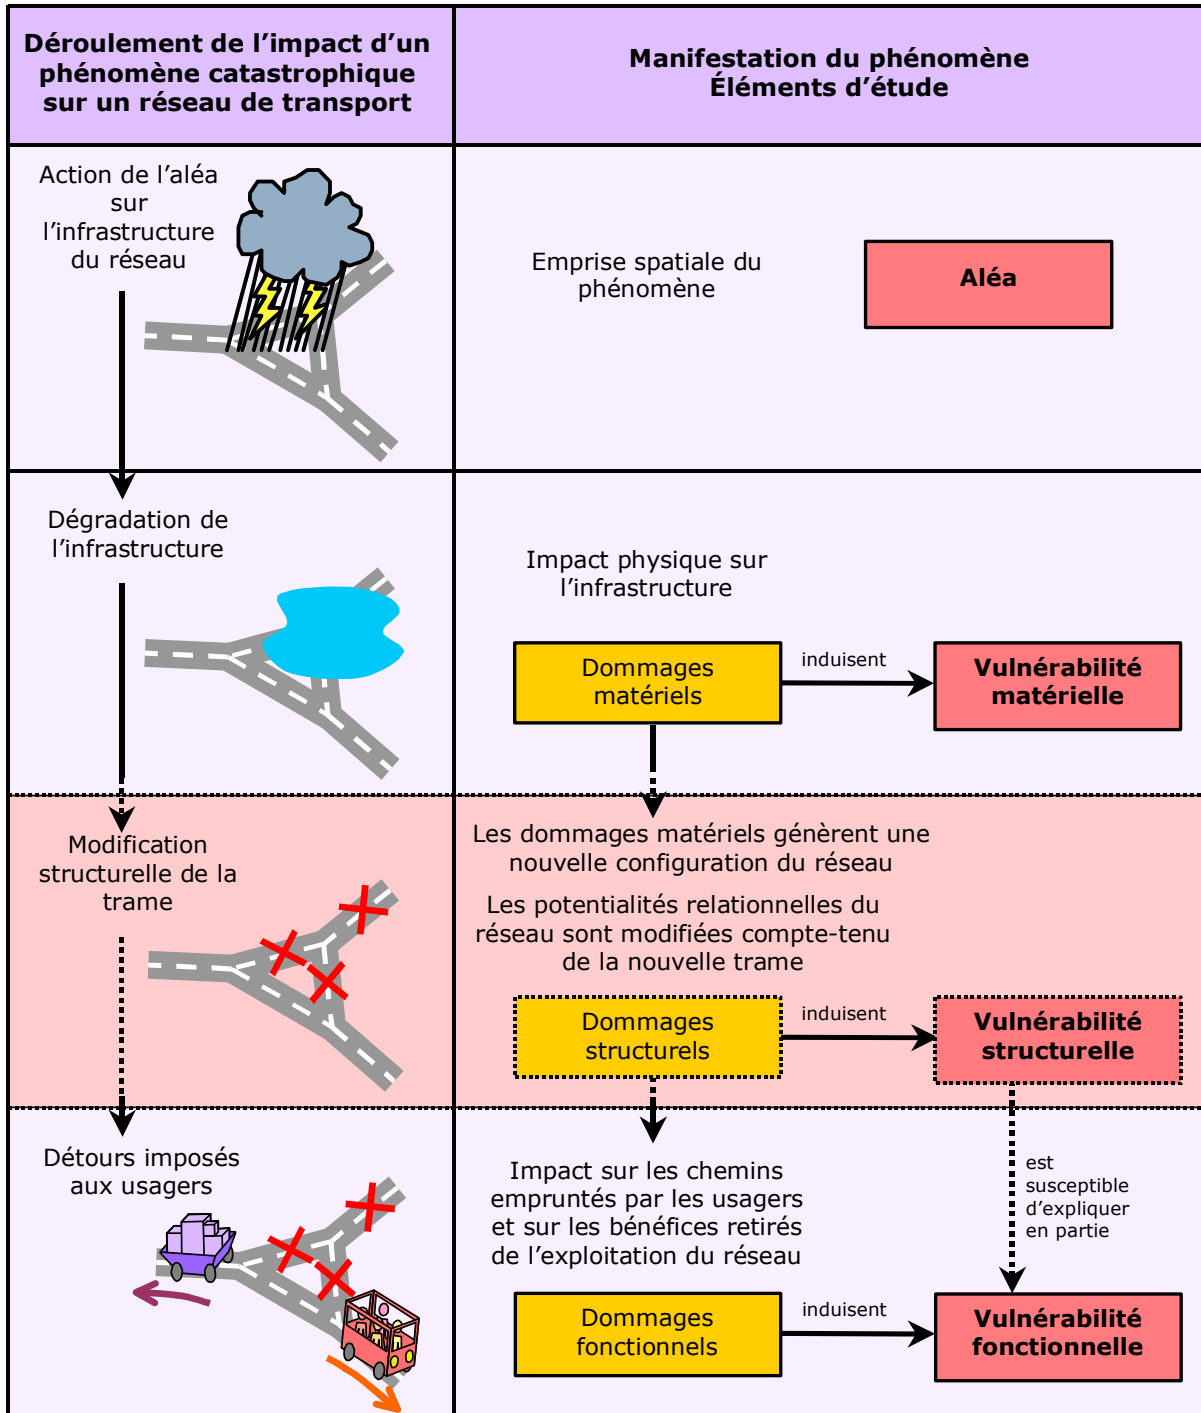 Déroulement de l’impact d’un
phénomène catastrophique
sur un réseau de transport
Manifestation du phénomène
Éléments d’étude
Action de l’aléa
sur
l’infrastructure
du réseau
Emprise spatiale du
phénomène
Aléa
Dégradation de
l’infrastructure
Impact physique sur
l’infrastructure
Dommages
matériels
induisent
Vulnérabilité
matérielle
Modification
structurelle de la
trame
Les dommages matériels génèrent une
nouvelle configuration du réseau
Les potentialités relationnelles du
réseau sont modifiées compte-tenu
de la nouvelle trame
Dommages
structurels
induisent
Vulnérabilité
structurelle
Détours imposés
aux usagers
Impact sur les chemins
empruntés par les usagers
et sur les bénéfices retirés
de l’exploitation du réseau
est
susceptible
d’expliquer
en partie
Dommages
fonctionnels
induisent
Vulnérabilité
fonctionnelle